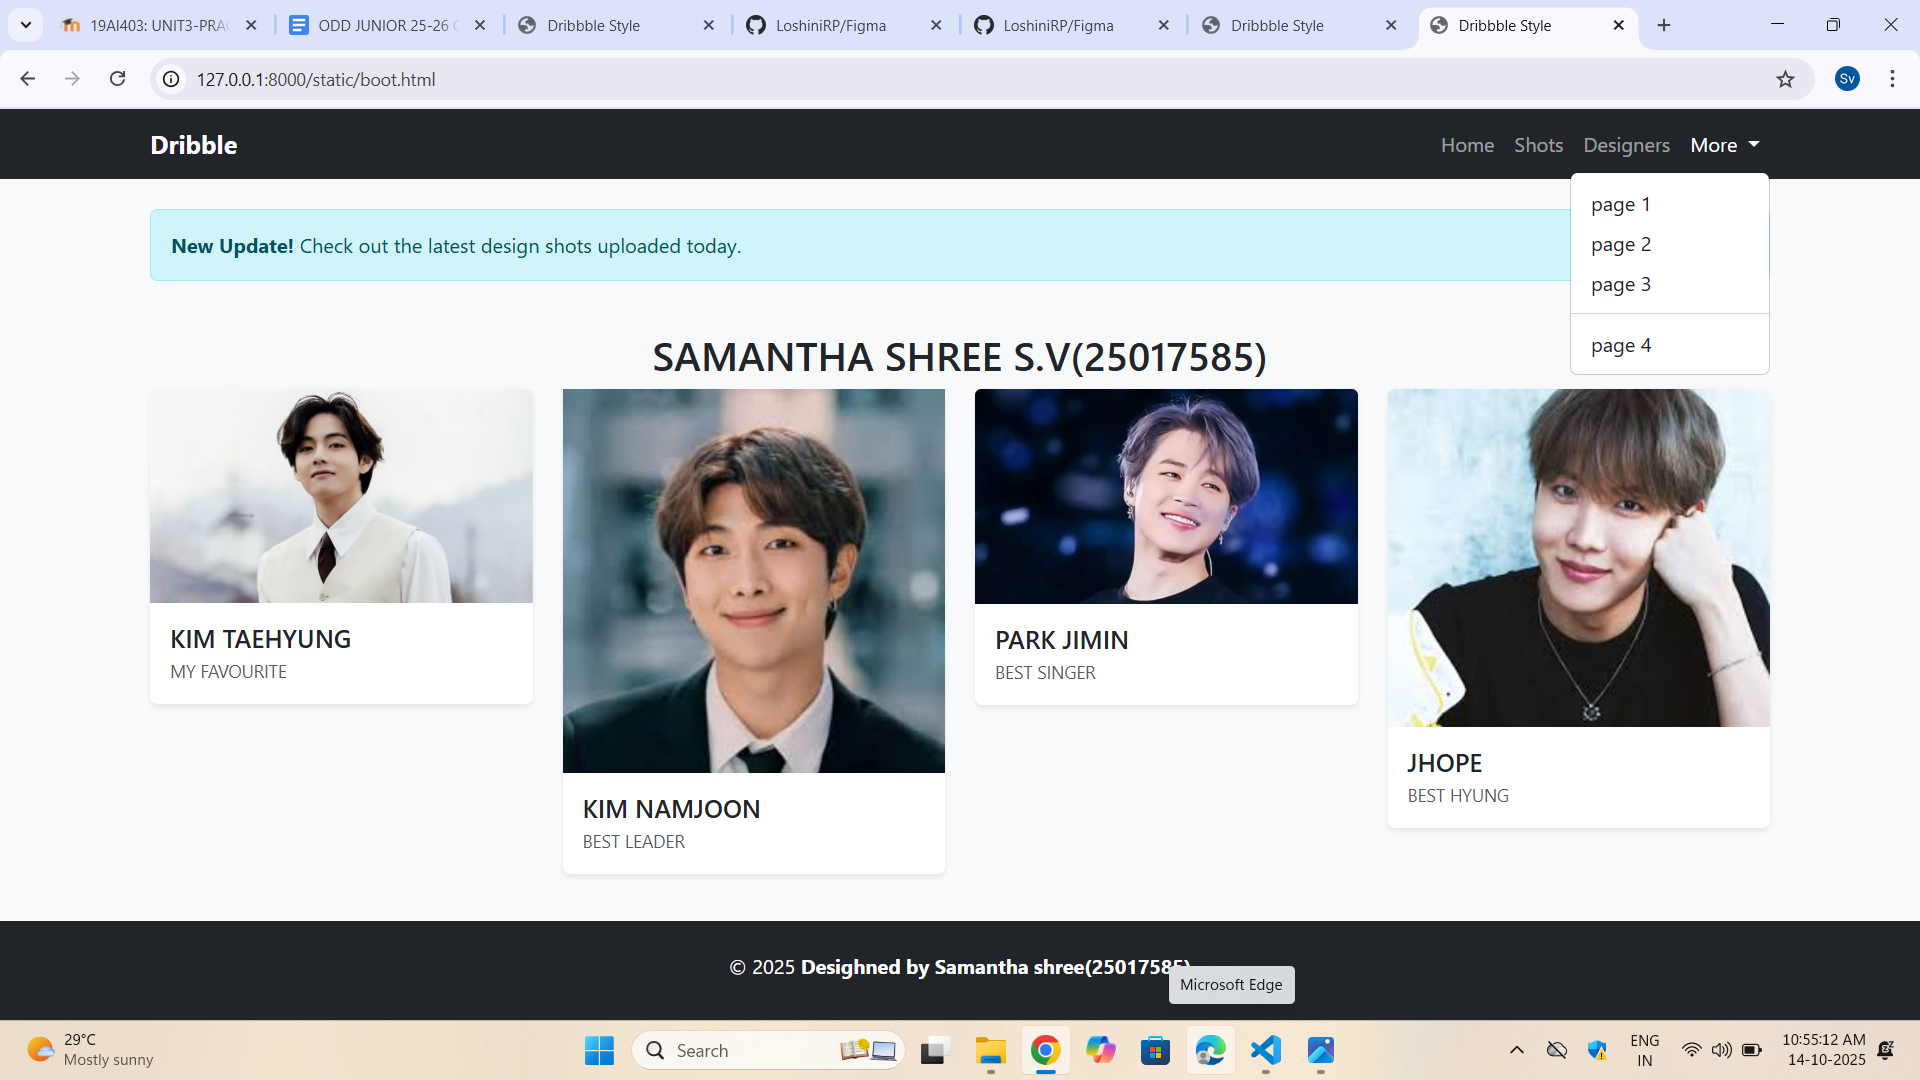 19AI403: UNIT3-PRA
ODD JUNIOR 25-26
Dribbble Style
LoshiniRP/Figma
LoshiniRP/Figma
Dribbble Style
Dribbble Style
127.0.0.1:8000/static/boot.html
Sv
Dribble
Home Shots Designers More
page 1
page 2
page 3
page 4
New Update! Check out the latest design shots uploaded today.
SAMANTHA SHREE S.V(25017585)
KIM TAEHYUNG
MY FAVOURITE
KIM NAMJOON
BEST LEADER
PARK JIMIN
BEST SINGER
JHOPE
BEST HYUNG
© 2025 Desighned by Samantha shree(25017585)
Microsoft Edge
29°C
Mostly sunny
Search
ENG
IN
10:55:12 AM
14-10-2025